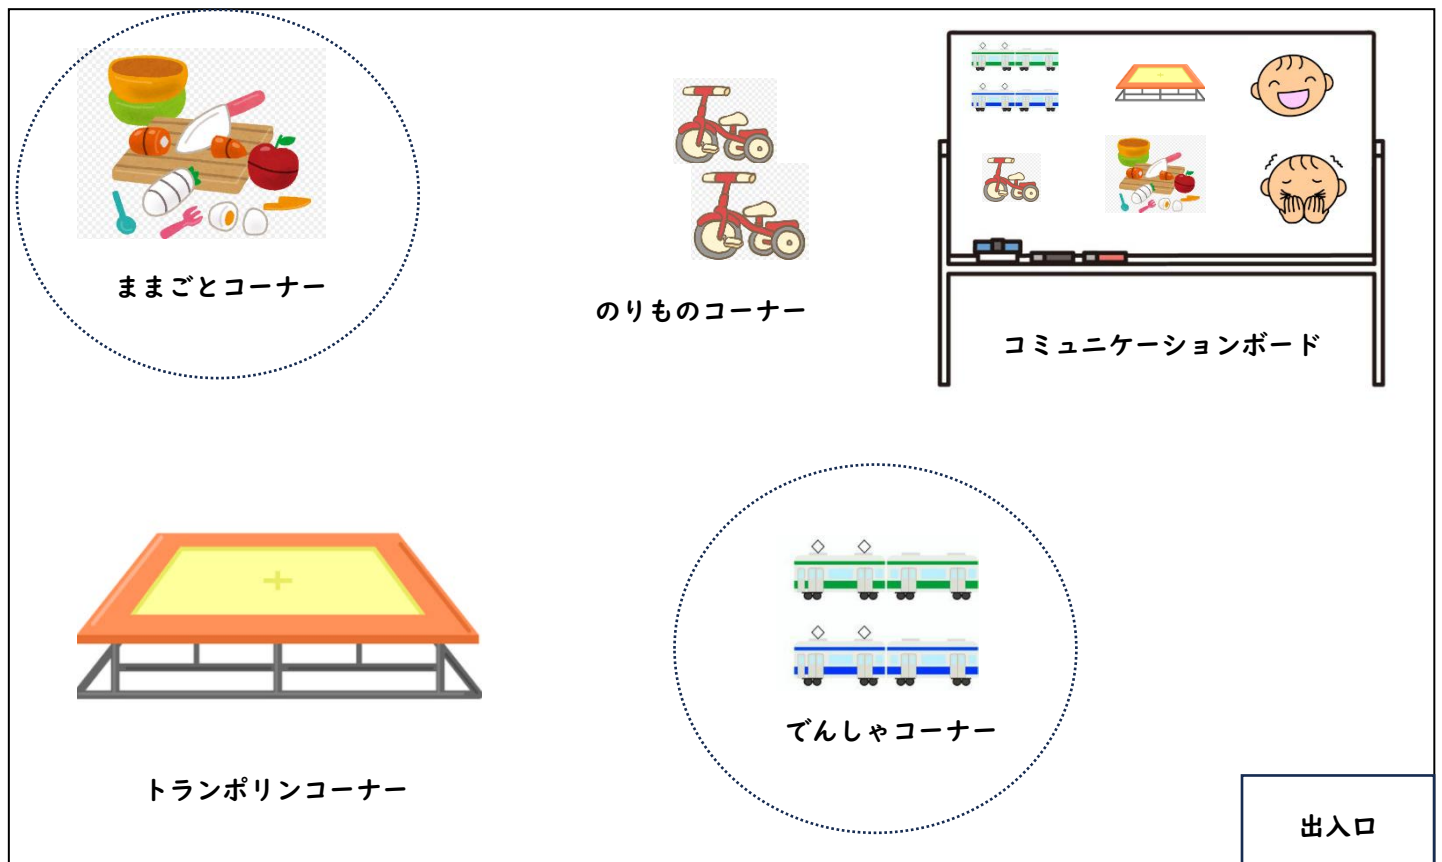 ままごとコーナー
のりものコーナー
コミュニケーションボード
でんしゃコーナー
トランポリンコーナー
出入口